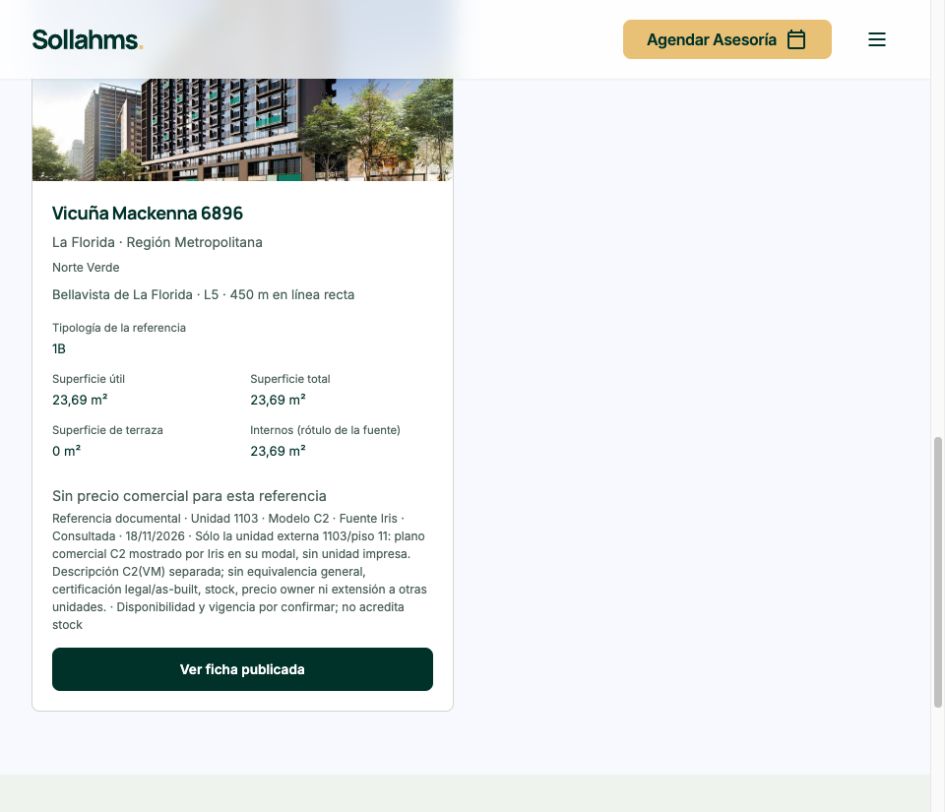 Sollahms.
Agendar Asesoría
Vicuña Mackenna 6896
La Florida · Región Metropolitana
Norte Verde
Bellavista de La Florida · L5 · 450 m en línea recta
Tipología de la referencia
1B
Superficie útil
23,69 m²
Superficie total
23,69 m²
Superficie de terraza
0 m²
Internos (rótulo de la fuente)
23,69 m²
Sin precio comercial para esta referencia
Referencia documental · Unidad 1103 · Modelo C2 · Fuente Iris ·
Consultada · 18/11/2026 · Sólo la unidad externa 1103/piso 11: plano
comercial C2 mostrado por Iris en su modal, sin unidad impresa.
Descripción C2(VM) separada; sin equivalencia general,
certificación legal/as-built, stock, precio owner ni extensión a otras
unidades. · Disponibilidad y vigencia por confirmar; no acredita
stock
Ver ficha publicada